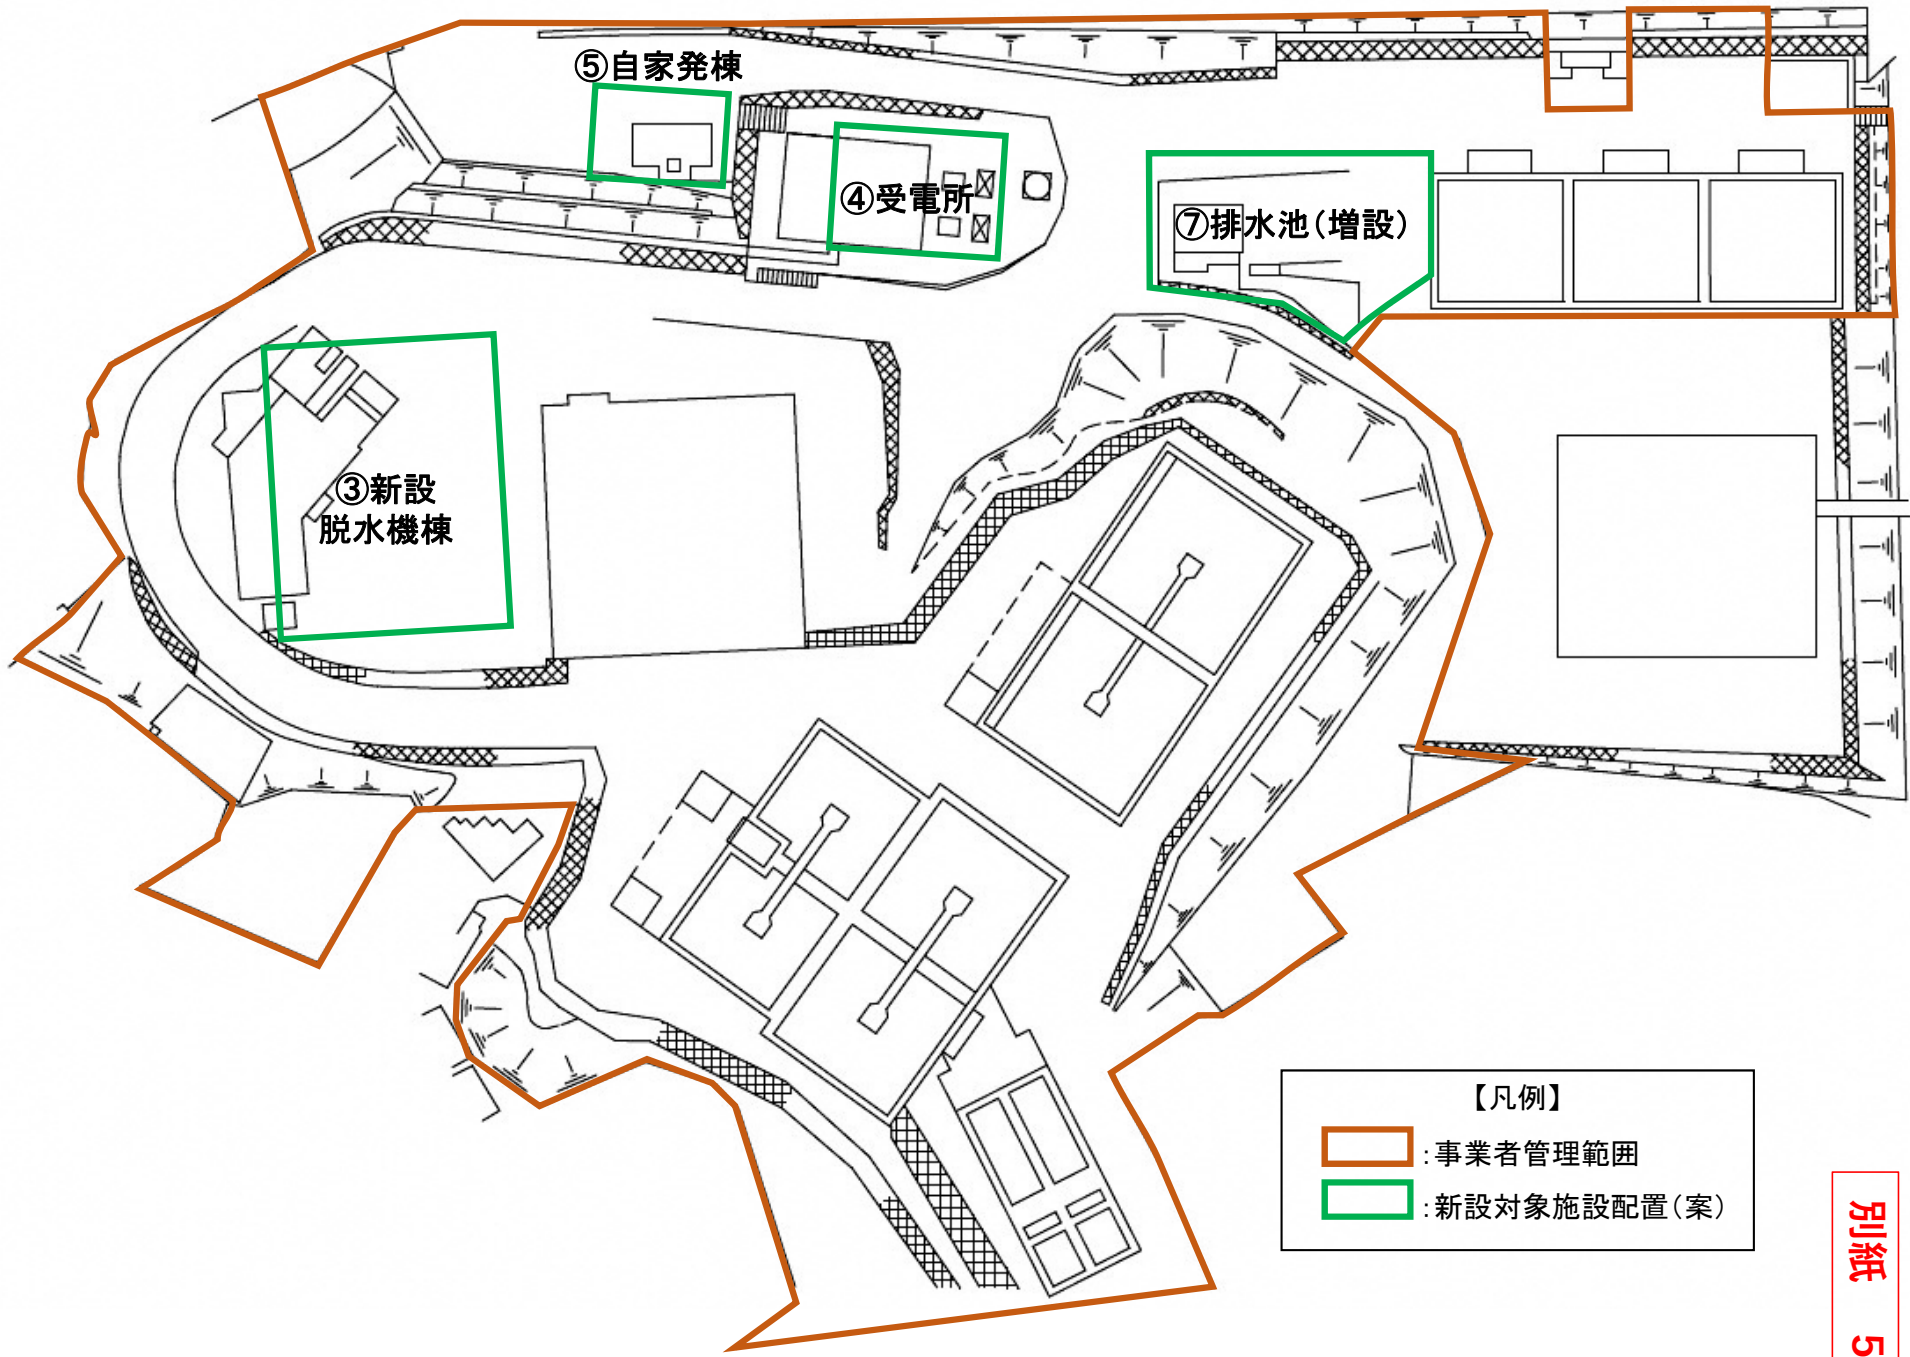 ⑤自家発棟
④受電所
⑦排水池（増設）
③新設
脱水機棟
【凡例】
：事業者管理範囲
：新設対象施設配置（案）
別紙　5